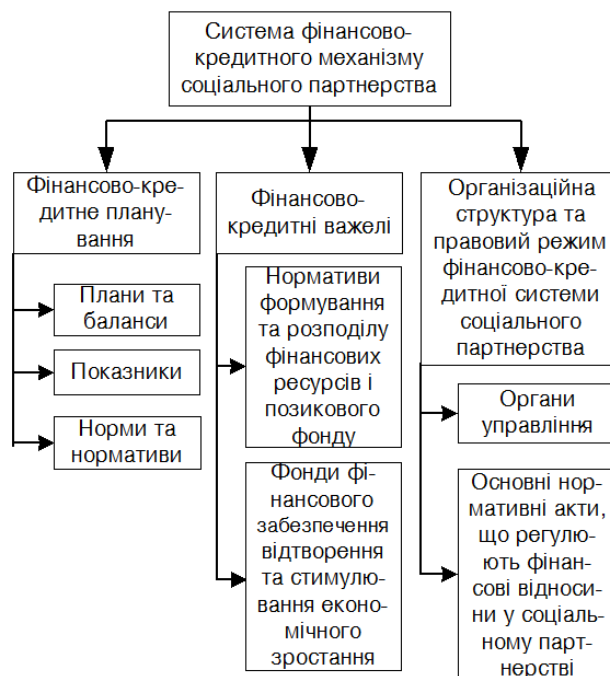 Система фінансово-
кредитного механізму
соціального партнерства
Фінансово-кре-
дитне плану-
вання
Плани та
баланси
Показники
Норми та
нормативи
Фінансово-
кредитні важелі
Нормативи
формування
та розподілу
фінансових
ресурсів і
позикового
фонду
Фонди фі-
нансового
забезпечення
відтворення
та стимулю-
вання еконо-
мічного
зростання
Організаційна
структура та
правовий режим
фінансово-кре-
дитної системи
соціального
партнерства
Органи
управління
Основні нор-
мативні акти,
що регулю-
ють фінан-
сові відноси-
ни у соціаль-
ному парт-
нерстві